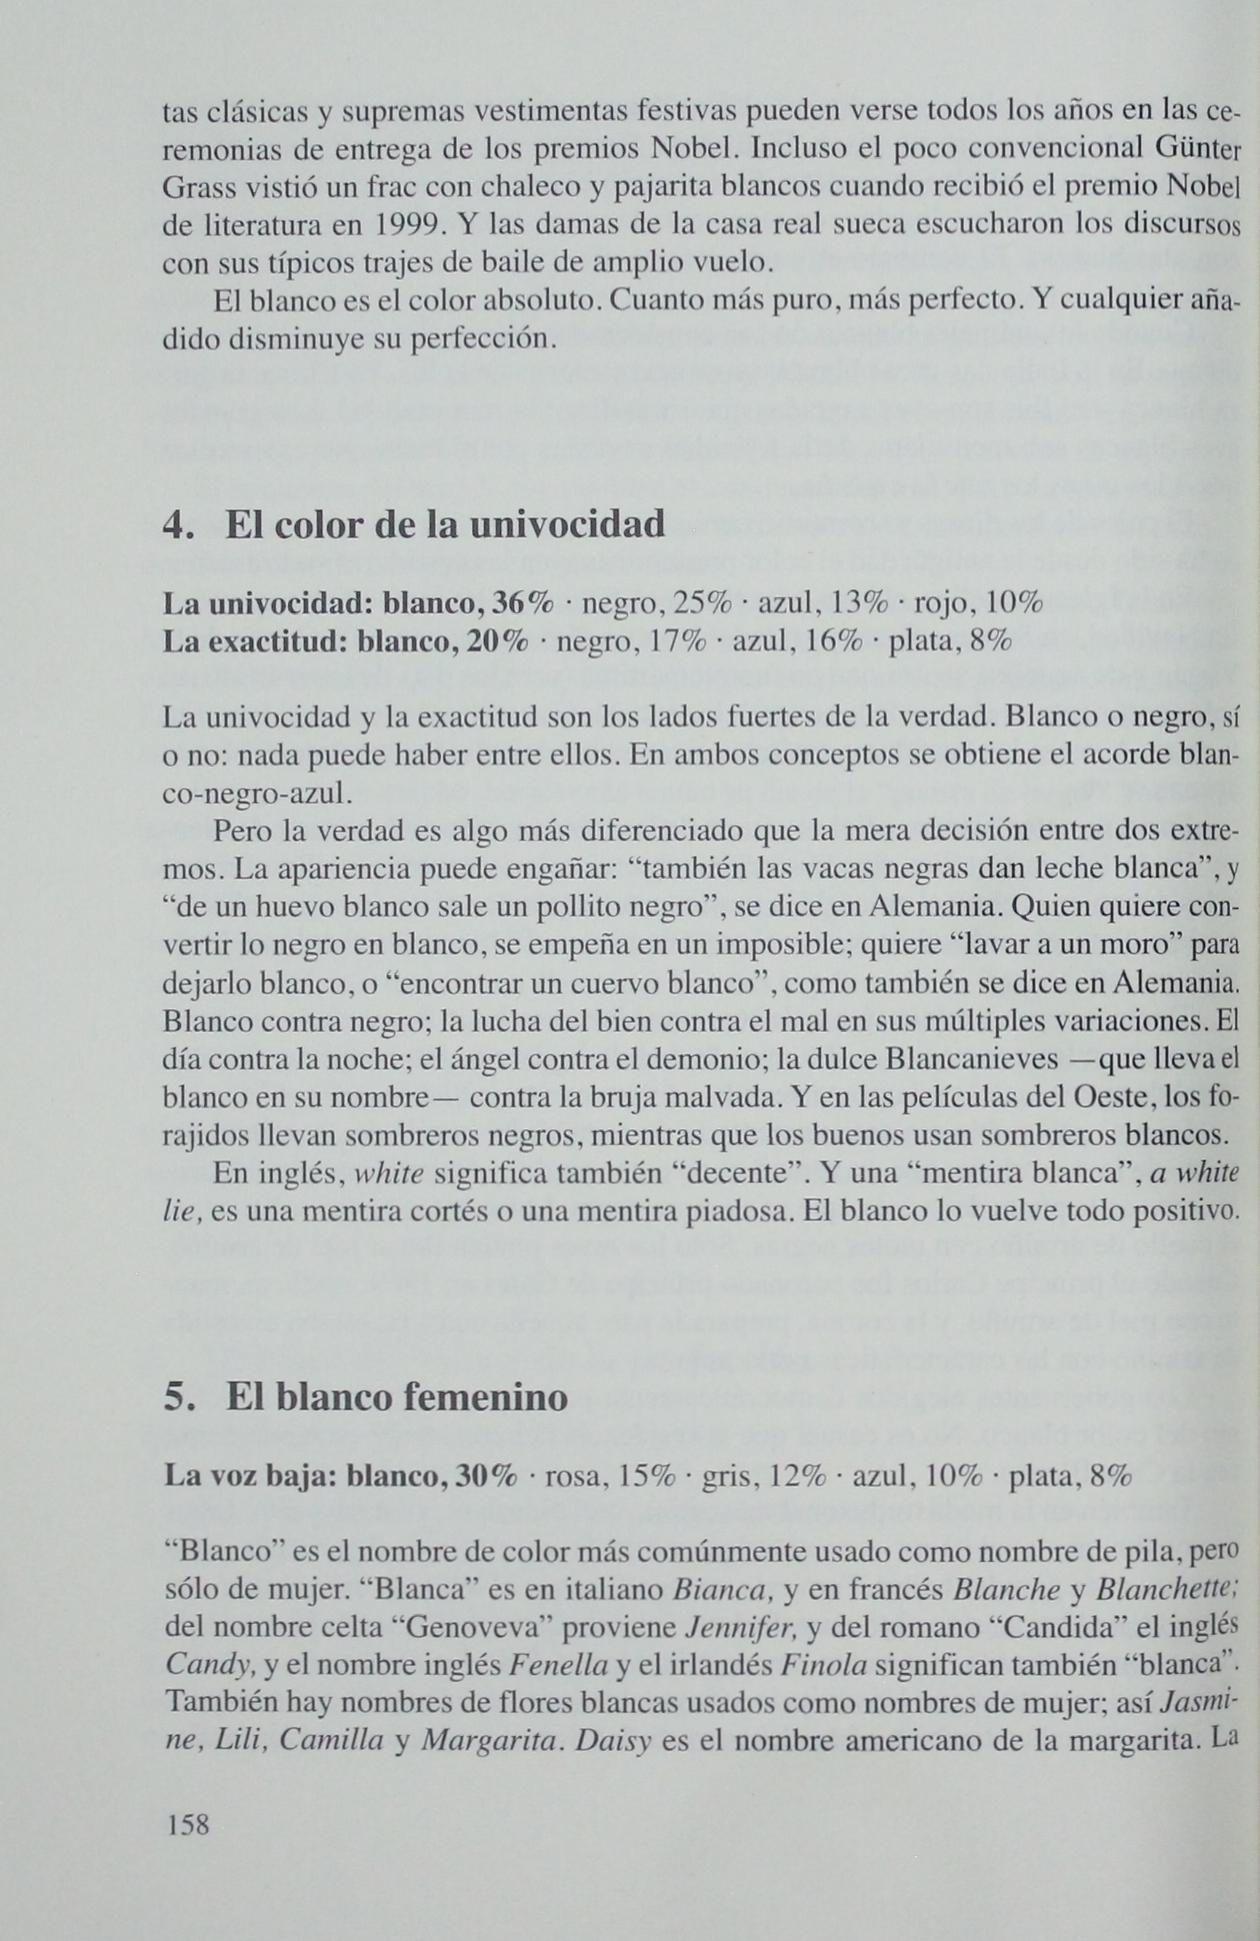 tas clásicas y supremas vestimentas festivas pueden verse todos los años en las ce-
remonias de entrega de los premios Nobel. Incluso el poco convencional Günter
Grass vistió un frac con chaleco y pajarita blancos cuando recibió el premio Nobel
de literatura en 1999. Y las damas de la casa real sueca escucharon los discursos
con sus típicos trajes de baile de amplio vuelo.
El blanco es el color absoluto. Cuanto más puro, más perfecto. Y cualquier aña-
dido disminuye su perfección.
4. El color de la univocidad
La univocidad: blanco, 36% · negro, 25% · azul, 13% · rojo, 10%
La exactitud: blanco, 20% · negro, 17% · azul, 16% · plata, 8%
La univocidad y la exactitud son los lados fuertes de la verdad. Blanco o negro, sí
o no: nada puede haber entre ellos. En ambos conceptos se obtiene el acorde blan-
co-negro-azul.
Pero la verdad es algo más diferenciado que la mera decisión entre dos extre-
mos. La apariencia puede engañar: “también las vacas negras dan leche blanca”, y
“de un huevo blanco sale un pollito negro”, se dice en Alemania. Quien quiere con-
vertir lo negro en blanco, se empeña en un imposible; quiere “lavar a un moro” para
dejarlo blanco, o “encontrar un cuervo blanco”, como también se dice en Alemania.
Blanco contra negro; la lucha del bien contra el mal en sus múltiples variaciones. El
día contra la noche; el ángel contra el demonio; la dulce Blancanieves —que lleva el
blanco en su nombre— contra la bruja malvada. Y en las películas del Oeste, los fo-
rajidos llevan sombreros negros, mientras que los buenos usan sombreros blancos.
En inglés, white significa también “decente”. Y una “mentira blanca”, a white
lie, es una mentira cortés o una mentira piadosa. El blanco lo vuelve todo positivo.
5. El blanco femenino
La voz baja: blanco, 30% · rosa, 15% · gris, 12% · azul, 10% · plata, 8%
“Blanco” es el nombre de color más comúnmente usado como nombre de pila, pero
sólo de mujer. “Blanca” es en italiano Bianca, y en francés Blanche y Blanchette;
del nombre celta “Genoveva” proviene Jennifer, y del romano “Candida” el inglés
Candy, y el nombre inglés Fenella y el irlandés Finola significan también “blanca”.
También hay nombres de flores blancas usados como nombres de mujer; así Jasmi-
ne, Lili, Camilla y Margarita. Daisy es el nombre americano de la margarita. La
158